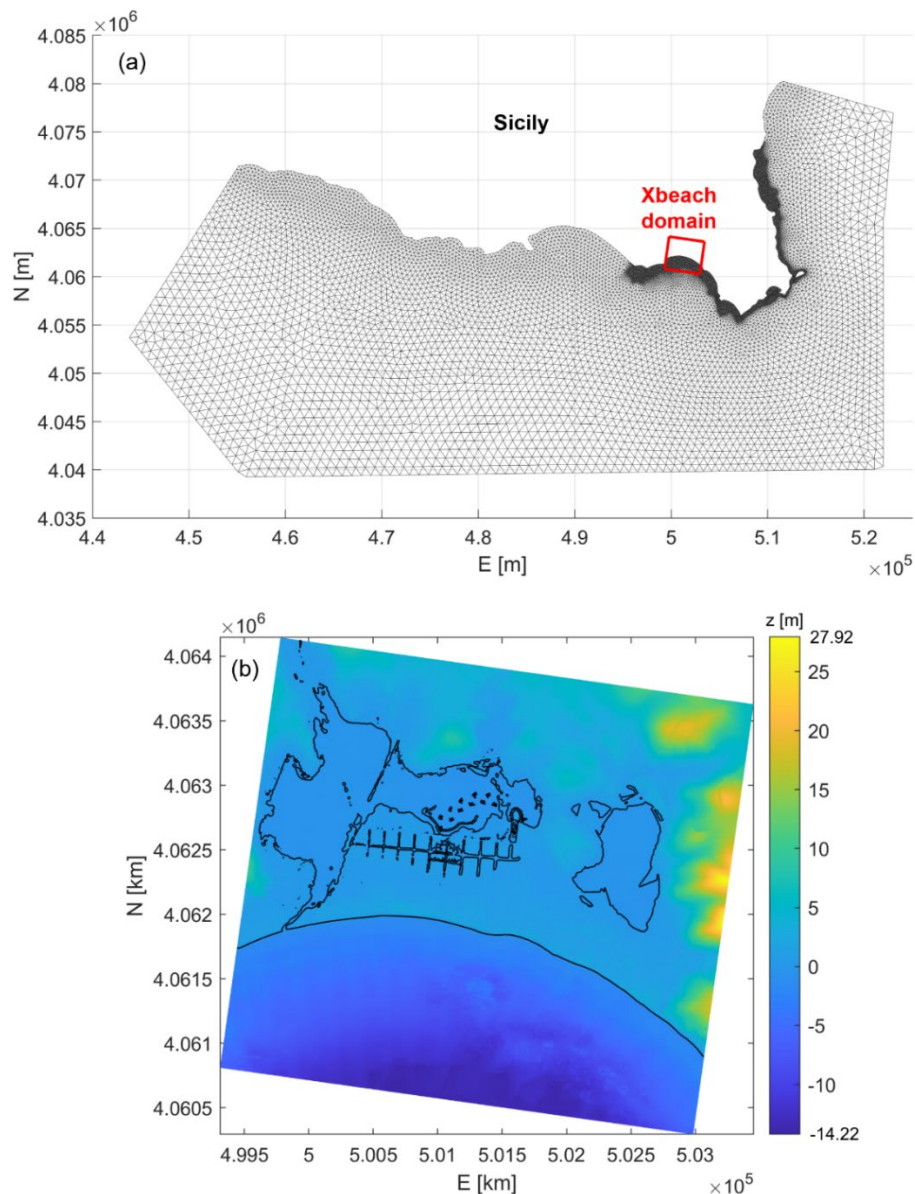 ×10⁶
4.085
(a)
4.08
Sicily
4.075
4.07
Xbeach
domain
4.065
4.06
N [m]
4.055
4.05
4.045
4.04
4.035
4.4 4.5 4.6 4.7 4.8 4.9 5 5.1 5.2
E [m]
×10⁵
×10⁶
z [m]
27.92
4.064
(b)
25
4.0635
20
4.063
15
4.0625
10
N [km]
4.062
5
0
4.0615
-5
4.061
-10
4.0605
-14.22
4.995 5 5.005 5.01 5.015 5.02 5.025 5.03
E [km]
×10⁵